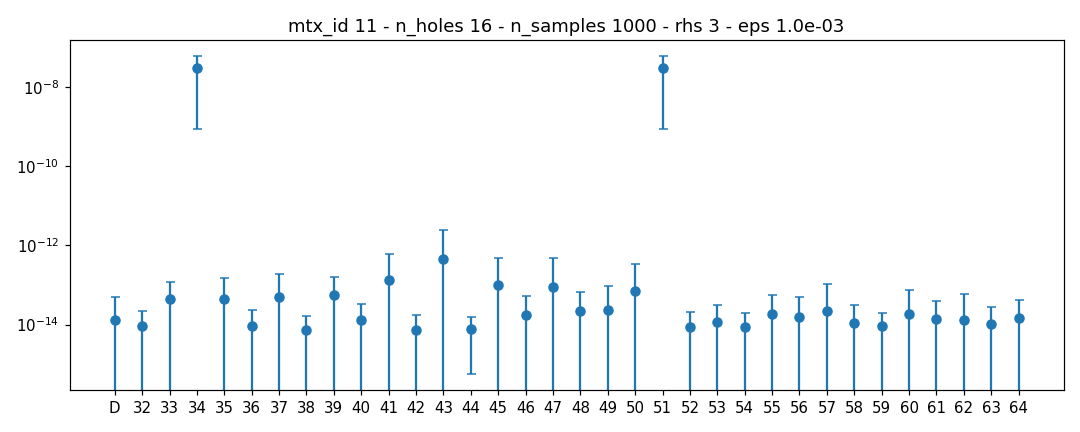 mtx_id 11 - n_holes 16 - n_samples 1000 - rhs 3 - eps 1.0e-03
10⁻⁸
10⁻¹⁰
10⁻¹²
10⁻¹⁴
D 32 33 34 35 36 37 38 39 40 41 42 43 44 45 46 47 48 49 50 51 52 53 54 55 56 57 58 59 60 61 62 63 64